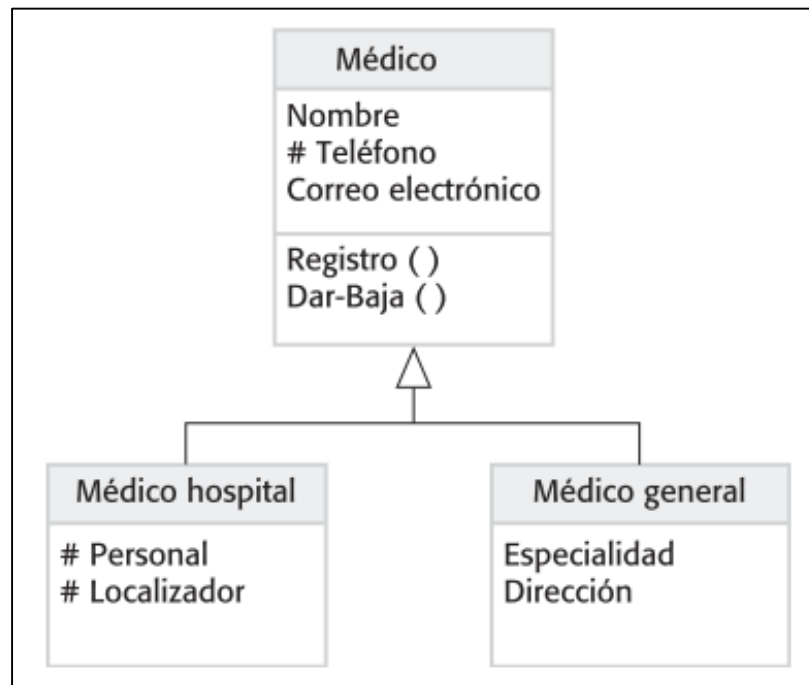 Médico
Nombre
# Teléfono
Correo electrónico
Registro ( )
Dar-Baja ( )
Médico hospital
# Personal
# Localizador
Médico general
Especialidad
Dirección